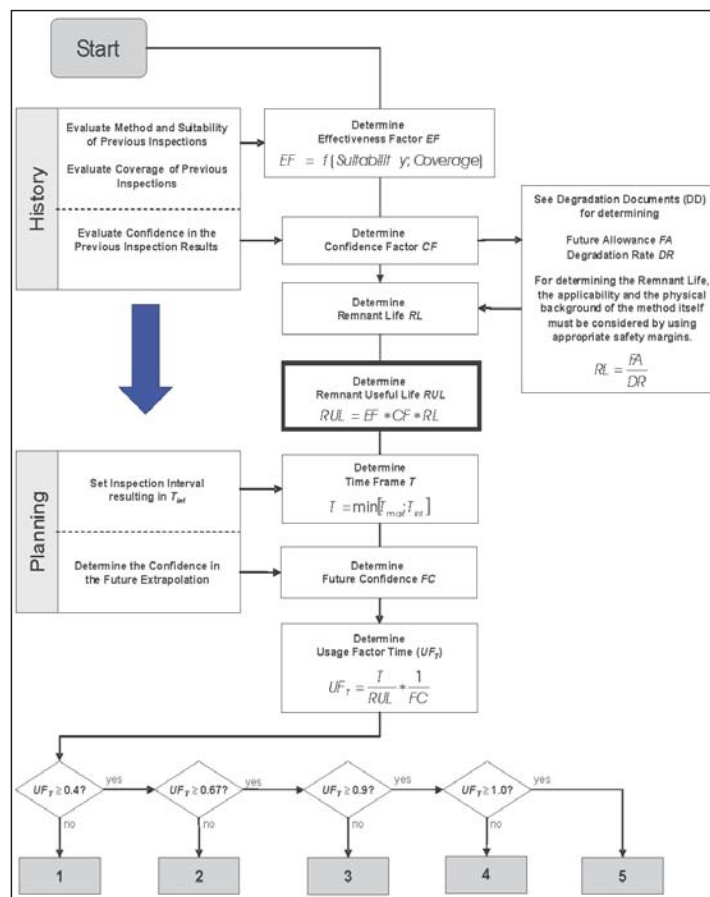 Start
History
Evaluate Method and Suitability
of Previous Inspections
Evaluate Coverage of Previous
Inspections
Evaluate Confidence in the
Previous Inspection Results
Determine
Effectiveness Factor EF
EF = f(Suitabilit y; Coverage)
Determine
Confidence Factor CF
Determine
Remnant Life RL
See Degradation Documents (DD)
for determining
Future Allowance FA
Degradation Rate DR
For determining the Remnant Life,
the applicability and the physical
background of the method itself
must be considered by using
appropriate safety margins.
RL = FA / DR
Determine
Remnant Useful Life RUL
RUL = EF * CF * RL
Planning
Set Inspection Interval
resulting in Tint
Determine the Confidence in
the Future Extrapolation
Determine
Time Frame T
T = min[Tmax; Tint]
Determine
Future Confidence FC
Determine
Usage Factor Time (UFT)
UFT = T / RUL * 1 / FC
UFT ≥ 0.4?
yes
UFT ≥ 0.67?
yes
UFT ≥ 0.9?
yes
UFT ≥ 1.0?
yes
no
no
no
no
1
2
3
4
5